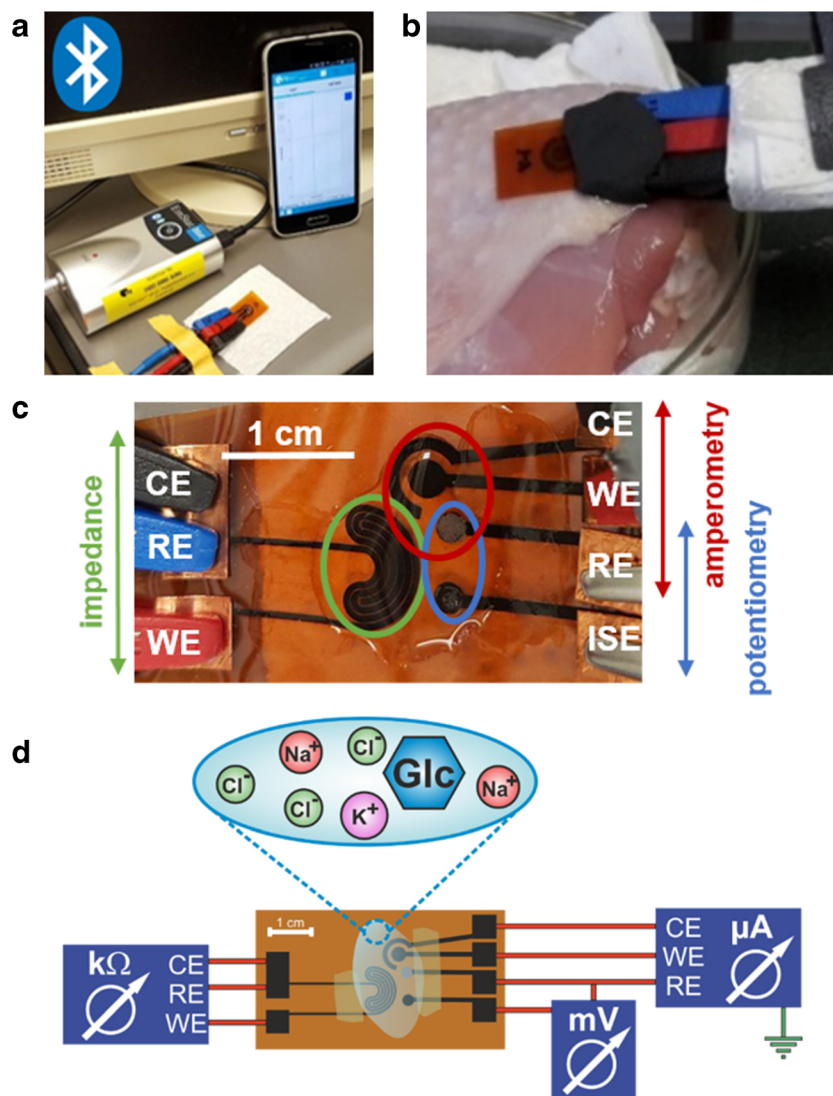 a
b
c
1 cm
CE
RE
WE
impedance
CE
WE
RE
ISE
amperometry
potentiometry
d
Cl-
Na+
Cl-
Cl-
K+
Glc
Na+
1 cm
kΩ
CE
RE
WE
CE
WE
RE
µA
mV